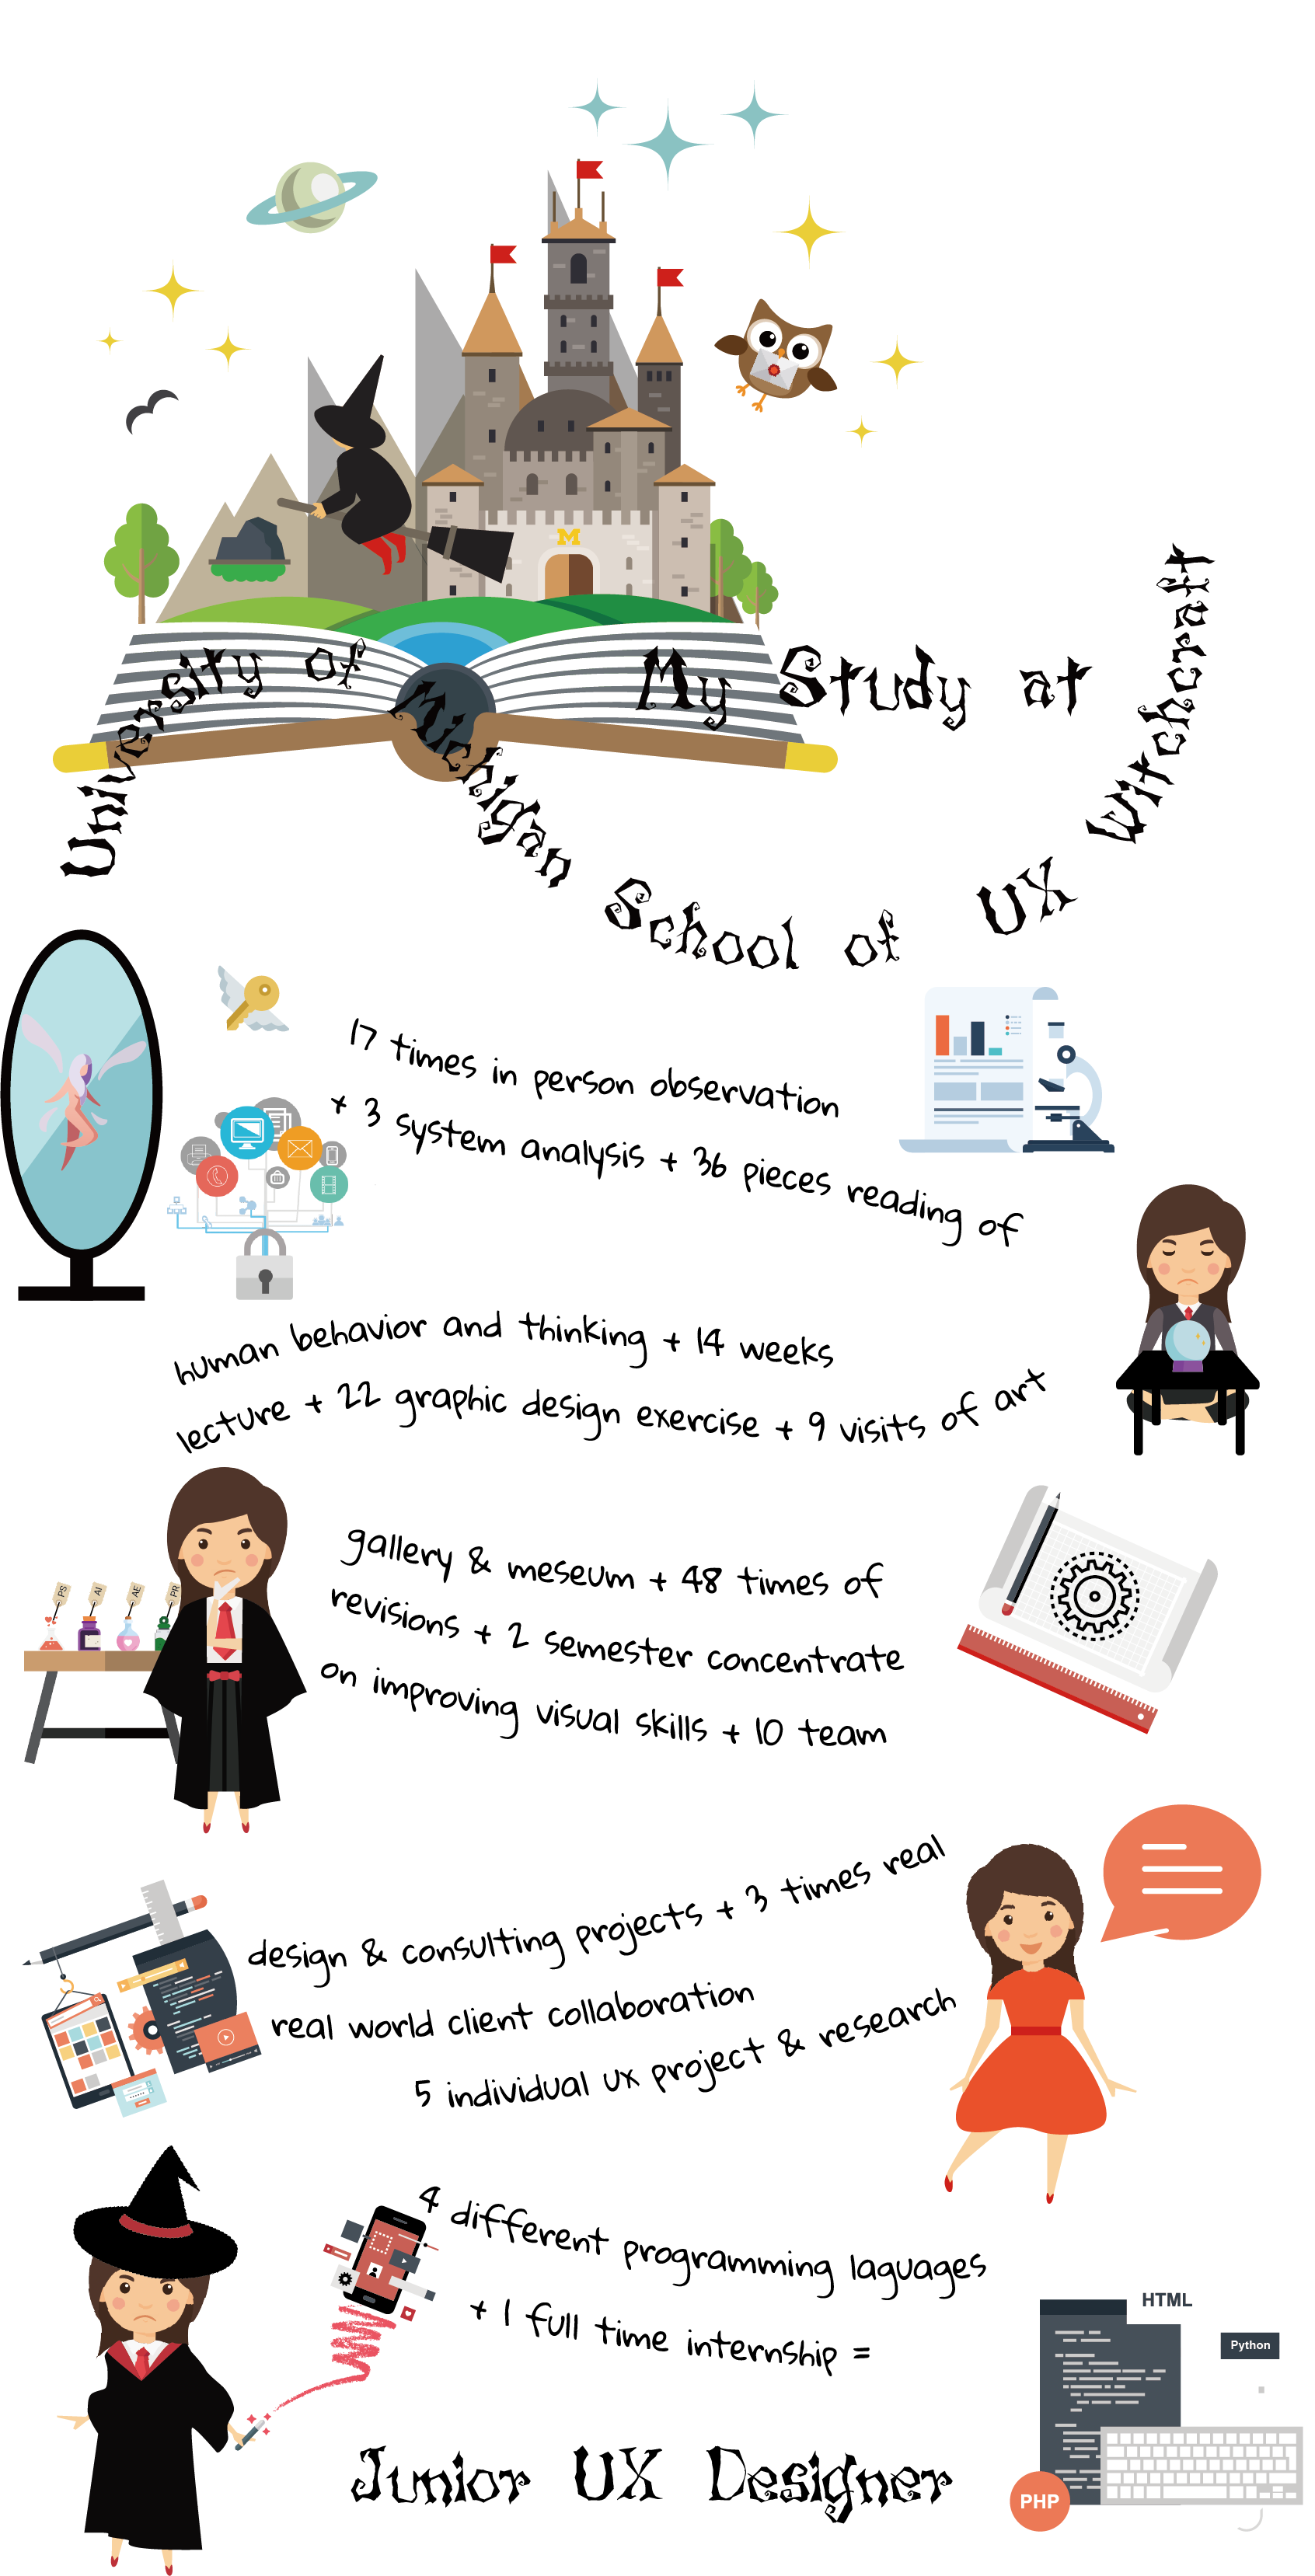 M
My Study at
University of Michigan School of UX Witchcraft
17 times in person observation
+ 3 system analysis + 36 pieces reading of
human behavior and thinking + 14 weeks
lecture + 22 graphic design exercise + 9 visits of art
PS
AI
AE
PR
gallery & meseum + 48 times of
revisions + 2 semester concentrate
on improving visual skills + 10 team
design & consulting projects + 3 times real
real world client collaboration
5 individual ux project & research
4 different programming laguages
+ 1 full time internship =
HTML
Python
PHP
Junior UX Designer